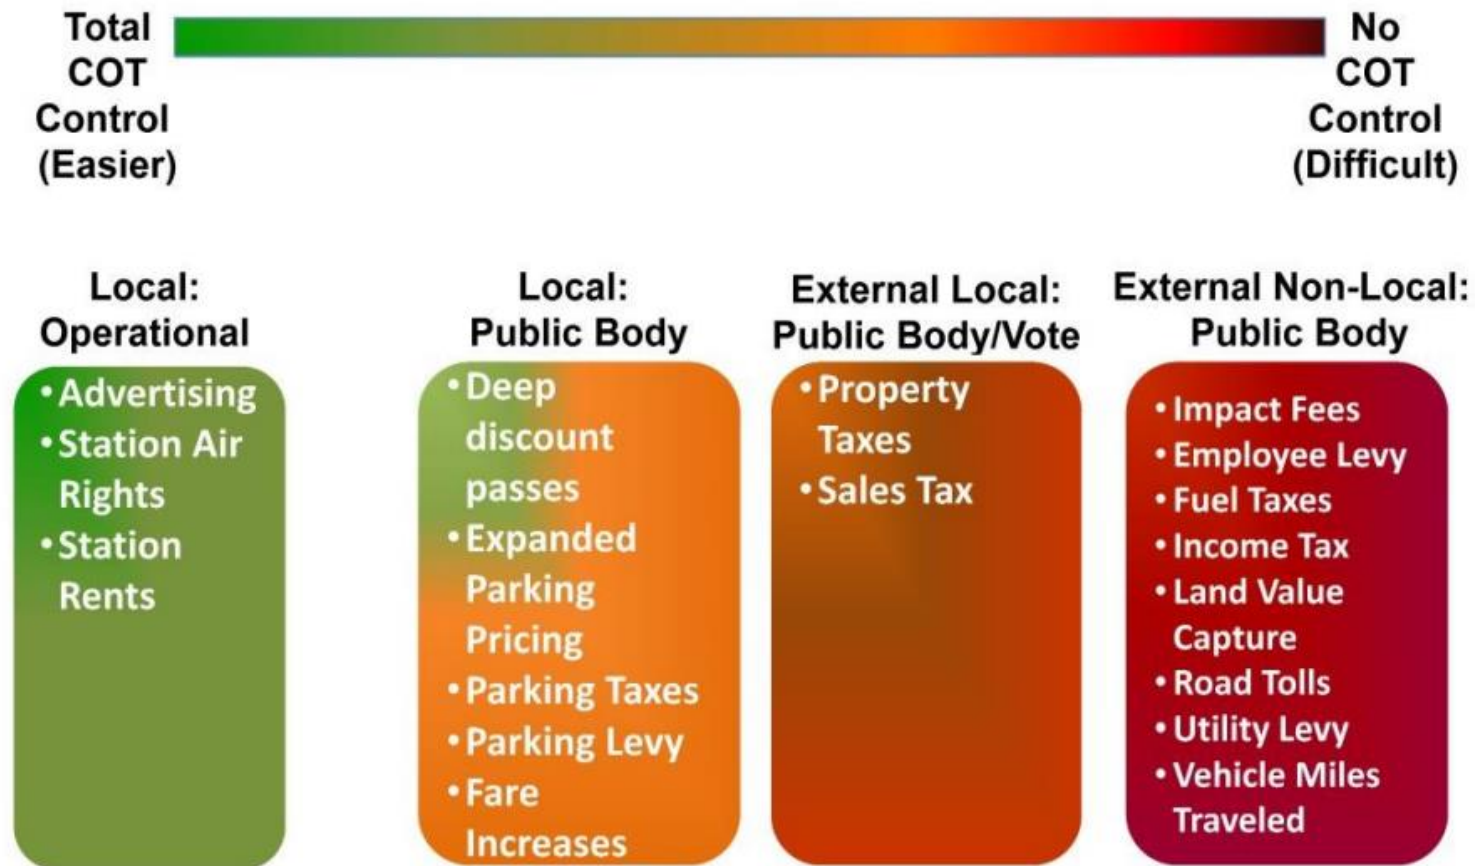 Total
COT
Control
(Easier)
No
COT
Control
(Difficult)
Local:
Operational
• Advertising
• Station Air
Rights
• Station
Rents
Local:
Public Body
• Deep
discount
passes
• Expanded
Parking
Pricing
• Parking Taxes
• Parking Levy
• Fare
Increases
External Local:
Public Body/Vote
• Property
Taxes
• Sales Tax
External Non-Local:
Public Body
• Impact Fees
• Employee Levy
• Fuel Taxes
• Income Tax
• Land Value
Capture
• Road Tolls
• Utility Levy
• Vehicle Miles
Traveled